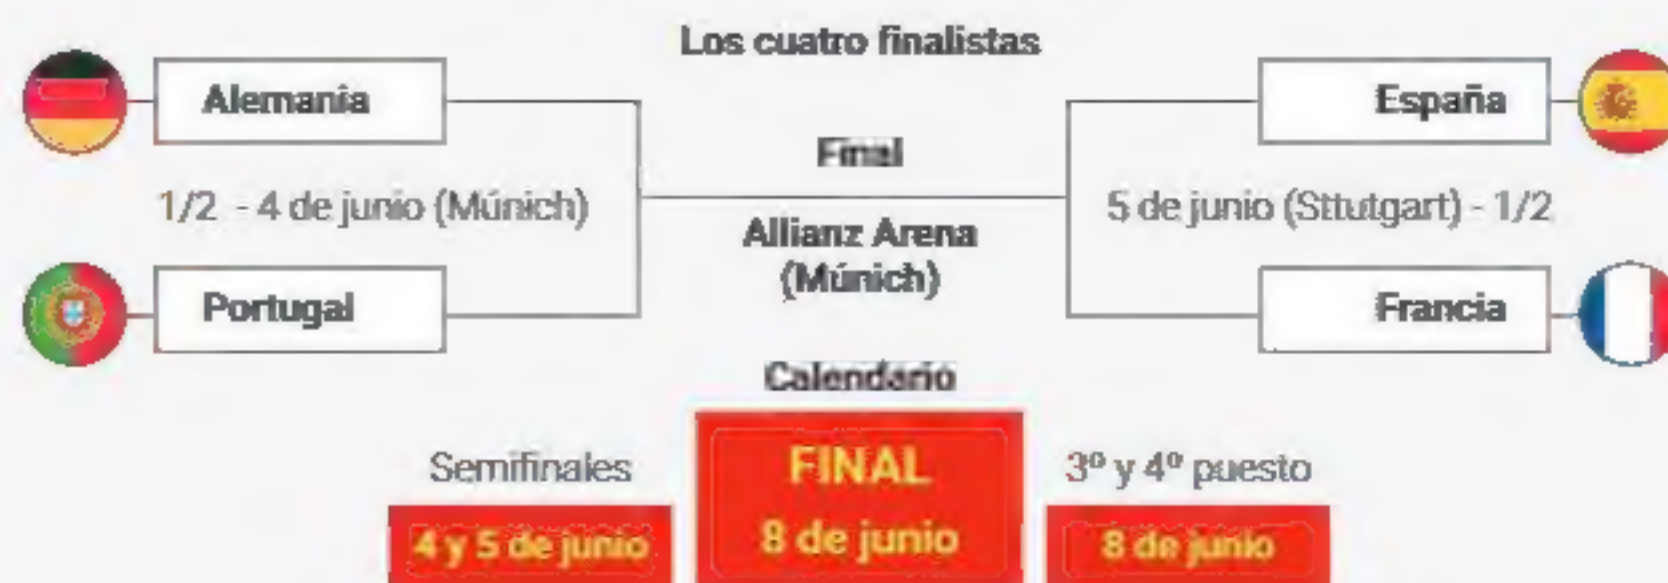 Los cuatro finalistas
Alemania
España
Final
1/2 - 4 de junio (Múnich)
5 de junio (Sttutgart) - 1/2
Allianz Arena
(Múnich)
Portugal
Francia
Calendario
Semifinales
FINAL
3º y 4º puesto
4 y 5 de junio
8 de junio
8 de junio